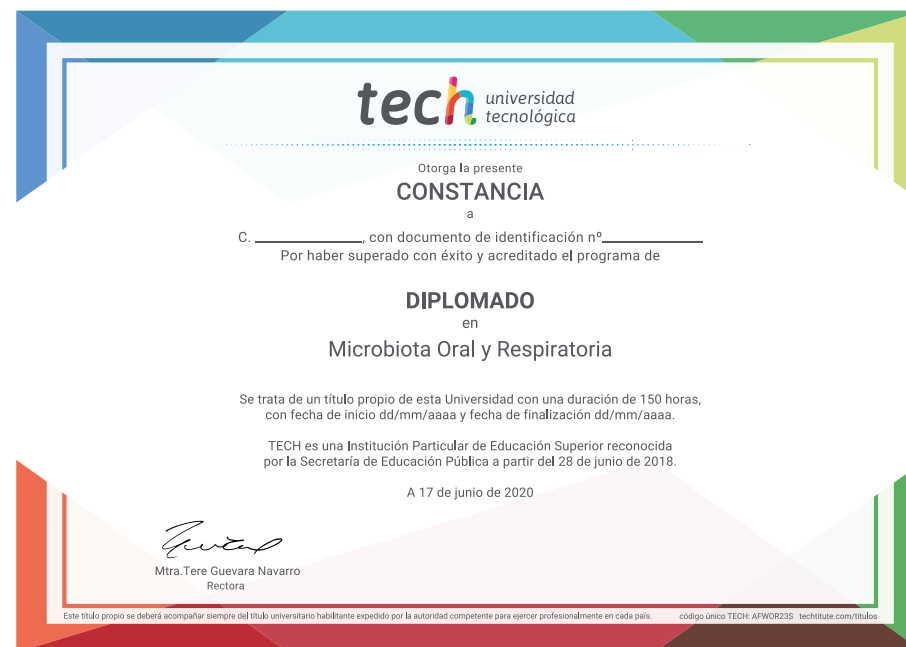 tech universidad
tecnológica
Otorga la presente
CONSTANCIA
a
C. ____________, con documento de identificación nº____________
Por haber superado con éxito y acreditado el programa de
DIPLOMADO
en
Microbiota Oral y Respiratoria
Se trata de un título propio de esta Universidad con una duración de 150 horas,
con fecha de inicio dd/mm/aaaa y fecha de finalización dd/mm/aaaa.
TECH es una Institución Particular de Educación Superior reconocida
por la Secretaría de Educación Pública a partir del 28 de junio de 2018.
A 17 de junio de 2020
Mtra.Tere Guevara Navarro
Rectora
Este título propio se deberá acompañar siempre del título universitario habilitante expedido por la autoridad competente para ejercer profesionalmente en cada país. código único TECH: AFWOR23S techtitute.com/titulos